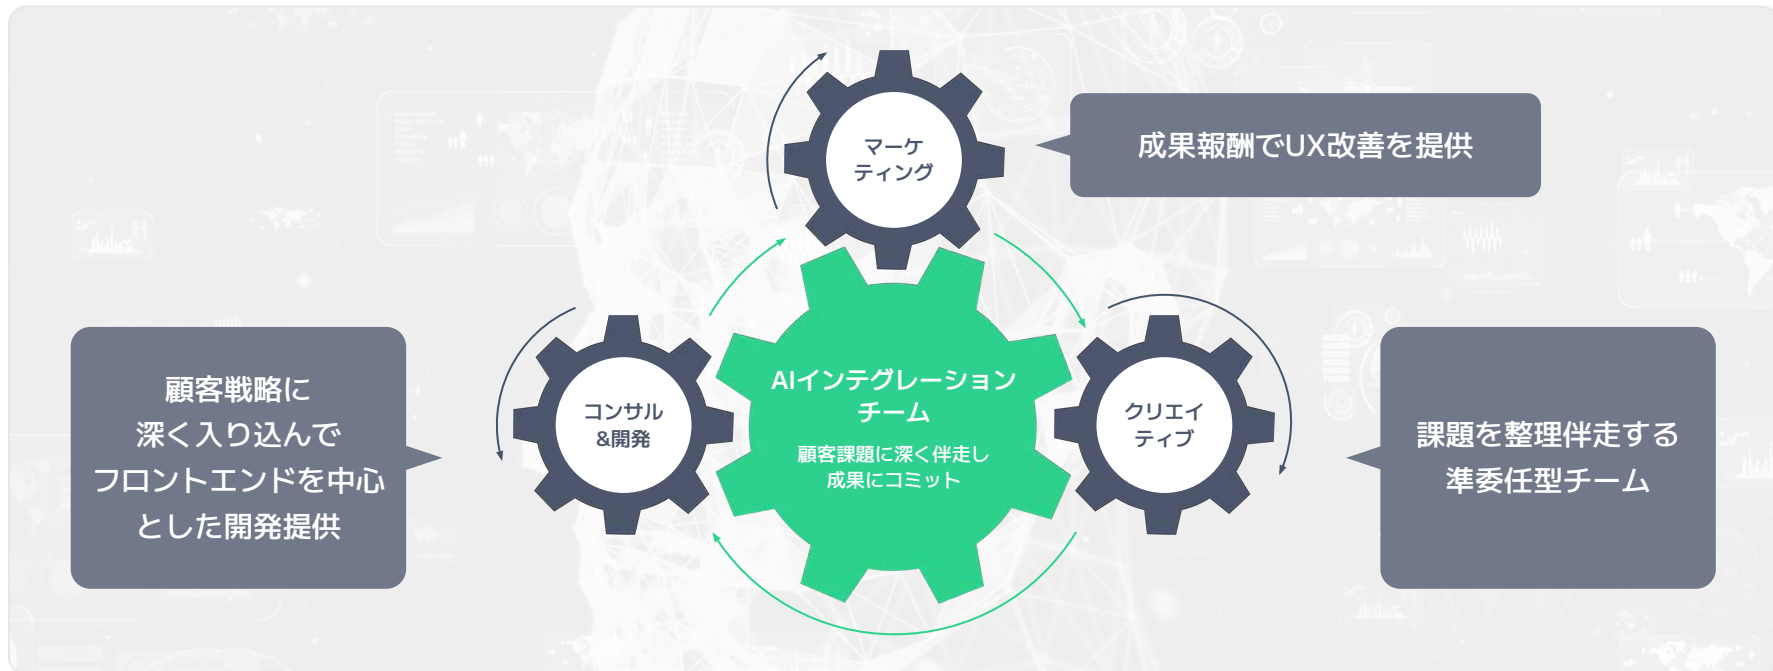 マーケ
ティング
成果報酬でUX改善を提供
顧客戦略に
深く入り込んで
フロントエンドを中心
とした開発提供
コンサル
&開発
AIインテグレーション
チーム
顧客課題に深く伴走し
成果にコミット
クリエイ
ティブ
課題を整理伴走する
準委任型チーム